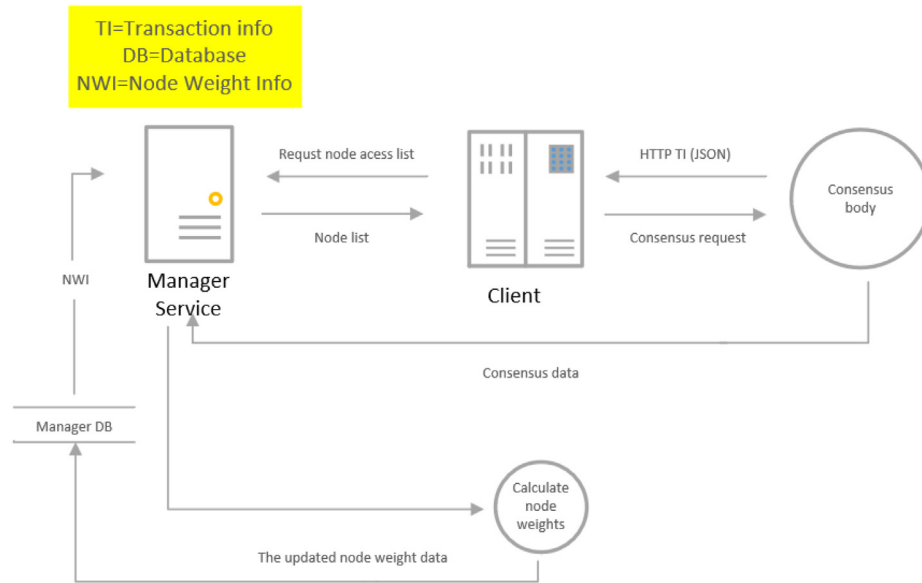 TI=Transaction info
DB=Database
NWI=Node Weight Info
Requst node acess list
HTTP TI (JSON)
Consensus
body
Node list
Consensus request
NWI
Manager
Service
Client
Consensus data
Manager DB
Calculate
node
weights
The updated node weight data